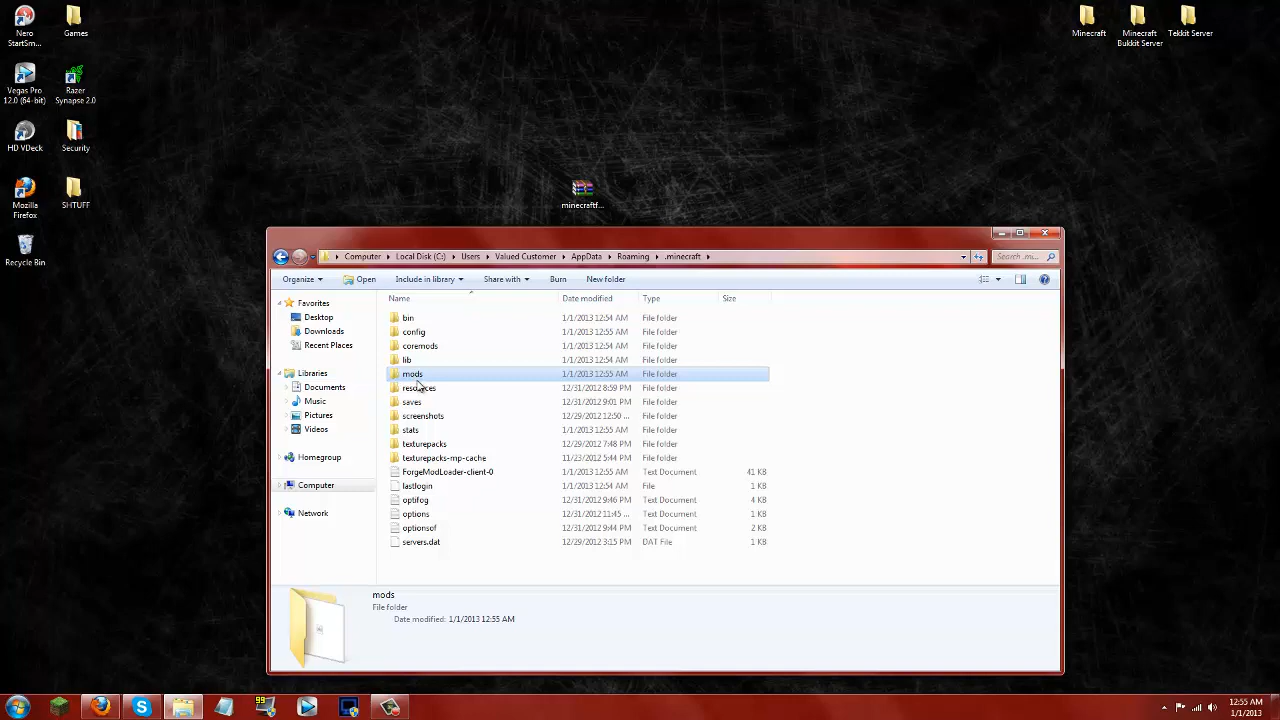 Nero StartSm...
Games
Minecraft
Minecraft Bukkit Server
Tekkit Server
Vegas Pro 12.0 (64-bit)
Razer Synapse 2.0
HD VDeck
Security
Mozilla Firefox
SHTUFF
Recycle Bin
minecraftf...
Computer Local Disk (C:) Users Valued Customer AppData Roaming .minecraft
Search .mi...
Organize Open Include in library Share with Burn New folder
Favorites
Desktop
Downloads
Recent Places
Libraries
Documents
Music
Pictures
Videos
Homegroup
Computer
Network
Name Date modified Type Size
bin 1/1/2013 12:54 AM File folder
config 1/1/2013 12:55 AM File folder
coremods 1/1/2013 12:54 AM File folder
lib 1/1/2013 12:54 AM File folder
mods 1/1/2013 12:55 AM File folder
resources 12/31/2012 8:59 PM File folder
saves 12/31/2012 9:01 PM File folder
screenshots 12/29/2012 12:50 ... File folder
stats 1/1/2013 12:55 AM File folder
texturepacks 12/29/2012 7:48 PM File folder
texturepacks-mp-cache 11/23/2012 5:44 PM File folder
ForgeModLoader-client-0 1/1/2013 12:55 AM Text Document 41 KB
lastlogin 1/1/2013 12:54 AM File 1 KB
optifog 12/31/2012 9:46 PM Text Document 4 KB
options 12/31/2012 11:45 ... Text Document 1 KB
optionsof 12/31/2012 9:44 PM Text Document 2 KB
servers.dat 12/29/2012 3:15 PM DAT File 1 KB
mods
File folder
Date modified: 1/1/2013 12:55 AM
99
12:55 AM
1/1/2013